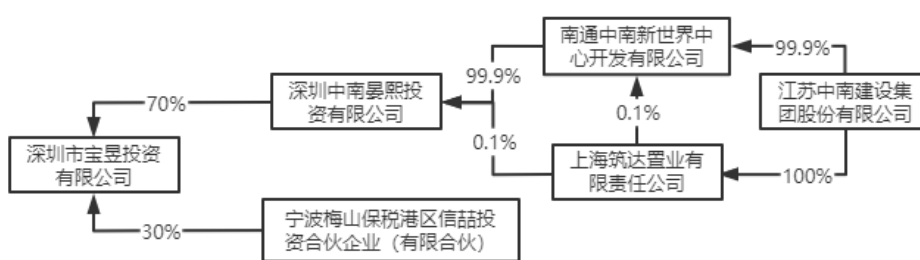 南通中南新世界中
心开发有限公司
99.9%
99.9%
深圳中南晏熙投
资有限公司
江苏中南建设集
团股份有限公司
70%
0.1%
0.1%
深圳市宝昱投资
有限公司
上海筑达置业有
限责任公司
100%
30%
宁波梅山保税港区信喆投
资合伙企业（有限合伙）